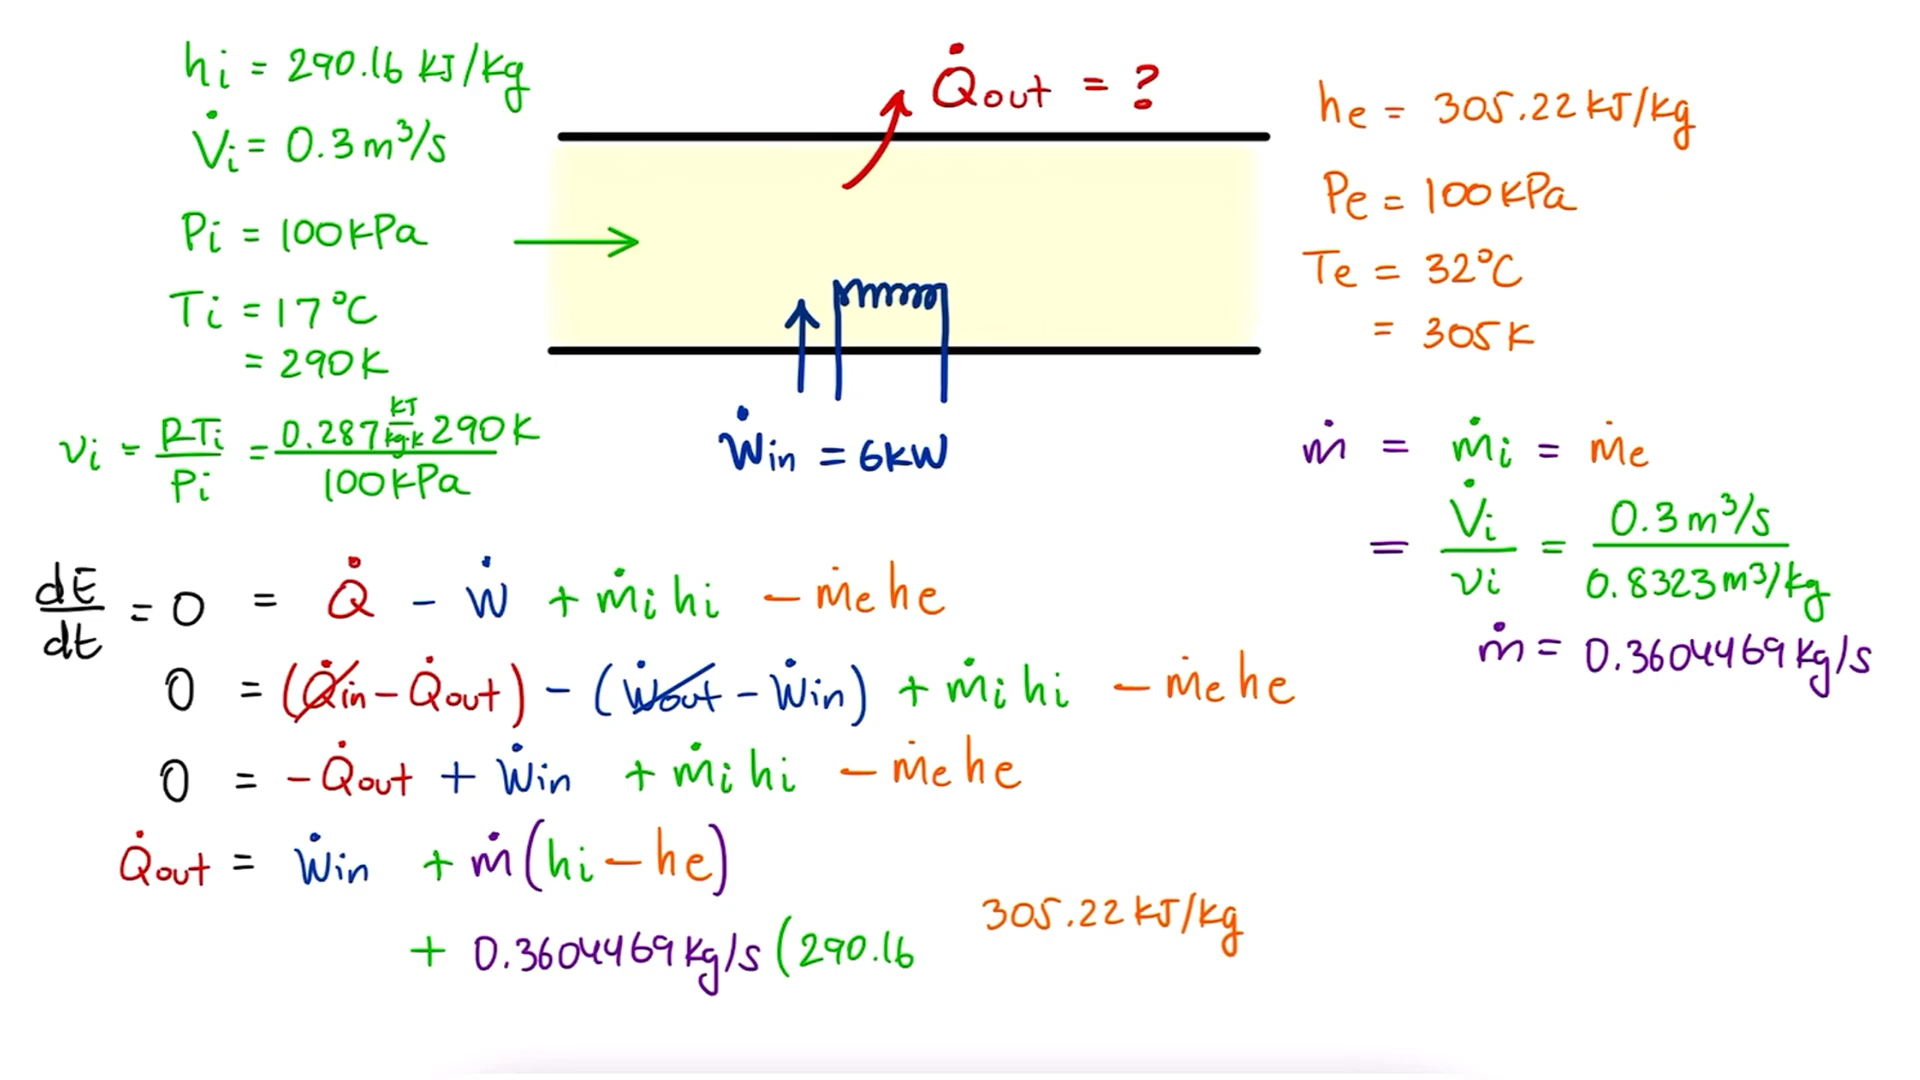 hi = 290.16 kJ/kg
V̇i = 0.3 m³/s
Pi = 100 kPa
Ti = 17°C
= 290 K
νi = RTi/Pi = 0.287 kJ/kg·K 290 K / 100 kPa
Q̇out = ?
Ẇin = 6 kW
he = 305.22 kJ/kg
Pe = 100 kPa
Te = 32°C
= 305 K
ṁ = ṁi = ṁe
= V̇i/νi = 0.3 m³/s / 0.8323 m³/kg
ṁ = 0.3604469 kg/s
dE/dt = 0 = Q̇ - Ẇ + ṁi hi - ṁe he
0 = (Q̇in - Q̇out) - (Ẇout - Ẇin) + ṁi hi - ṁe he
0 = -Q̇out + Ẇin + ṁi hi - ṁe he
Q̇out = Ẇin + ṁ(hi - he)
+ 0.3604469 kg/s (290.16
305.22 kJ/kg